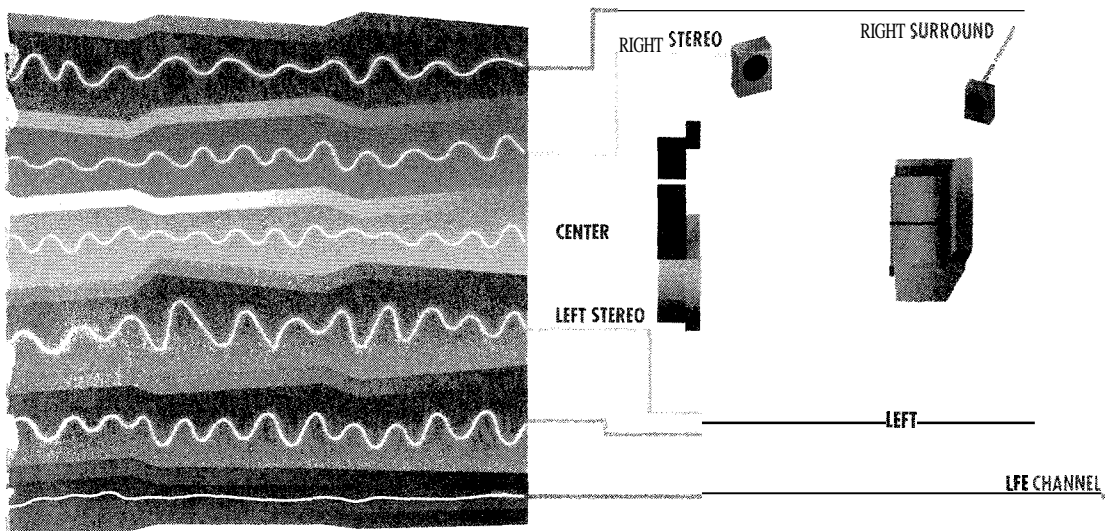 RIGHT STEREO
RIGHT SURROUND
CENTER
LEFT STEREO
LEFT
LFE CHANNEL